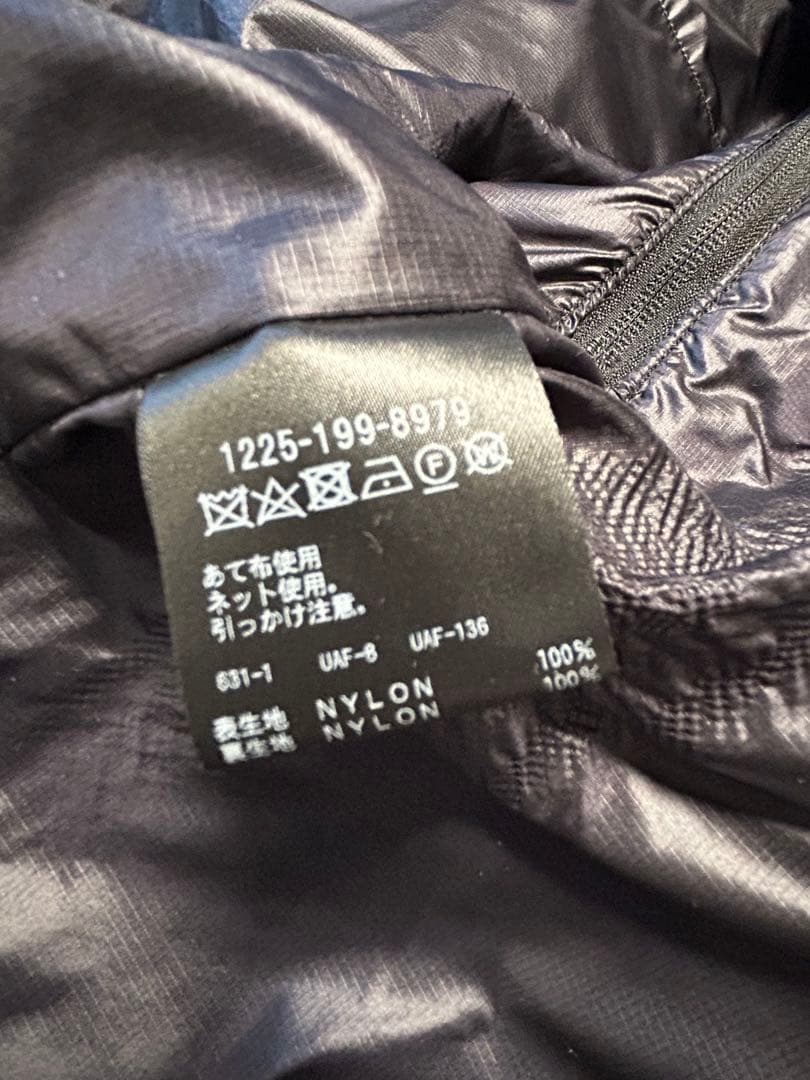 1225-199-8979
F W
あて布使用
ネット使用。
引っかけ注意。
631-1 UAF-8 UAF-136
表生地 NYLON 100%
裏生地 NYLON 100%